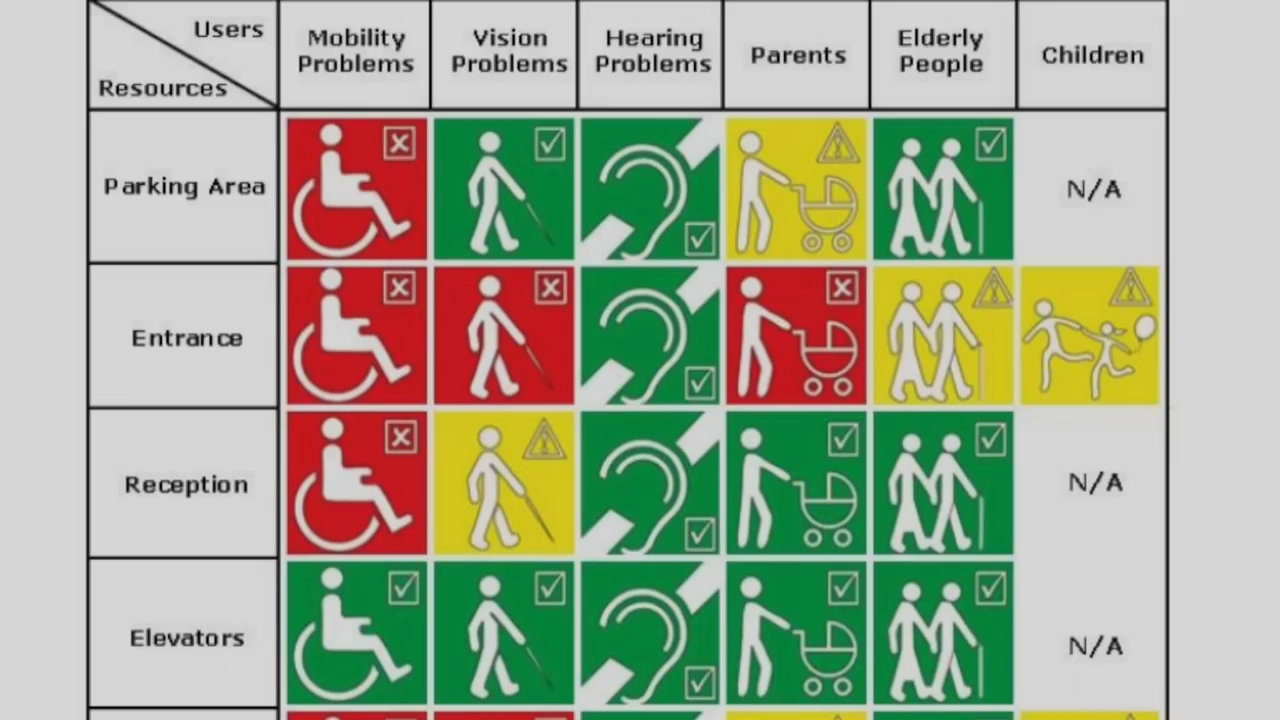 Users
Resources
Mobility
Problems
Vision
Problems
Hearing
Problems
Parents
Elderly
People
Children
Parking Area
N/A
Entrance
Reception
N/A
Elevators
N/A